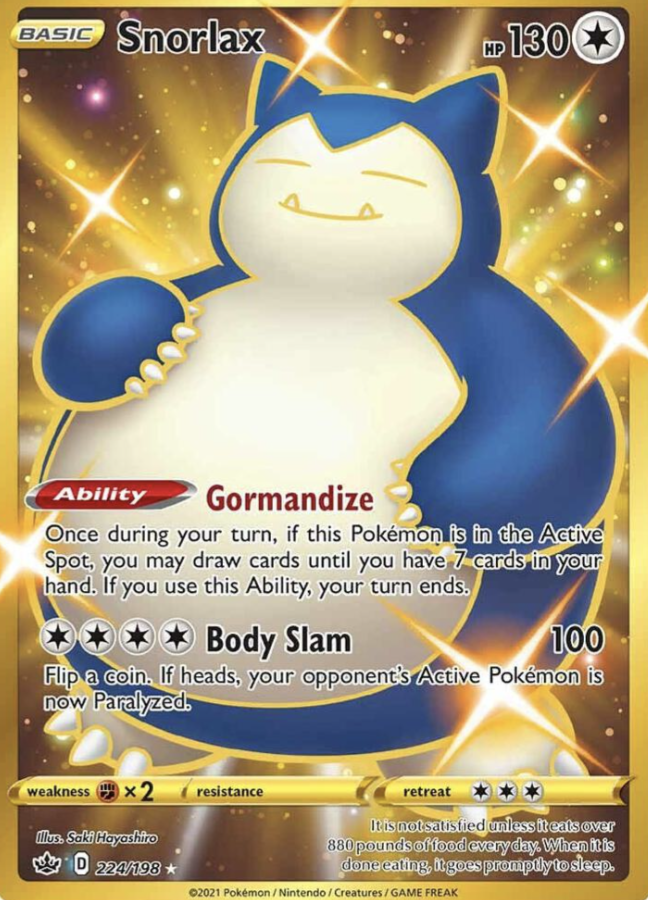 BASIC Snorlax HP 130
Ability Gormandize
Once during your turn, if this Pokémon is in the Active
Spot, you may draw cards until you have 7 cards in your
hand. If you use this Ability, your turn ends.
Body Slam 100
Flip a coin. If heads, your opponent's Active Pokémon is
now Paralyzed.
weakness ×2 resistance retreat
Illus. Saki Hayashiro
It is not satisfied unless it eats over
880 pounds of food every day. When it is
done eating, it goes promptly to sleep.
D 224/198
©2021 Pokémon / Nintendo / Creatures / GAME FREAK